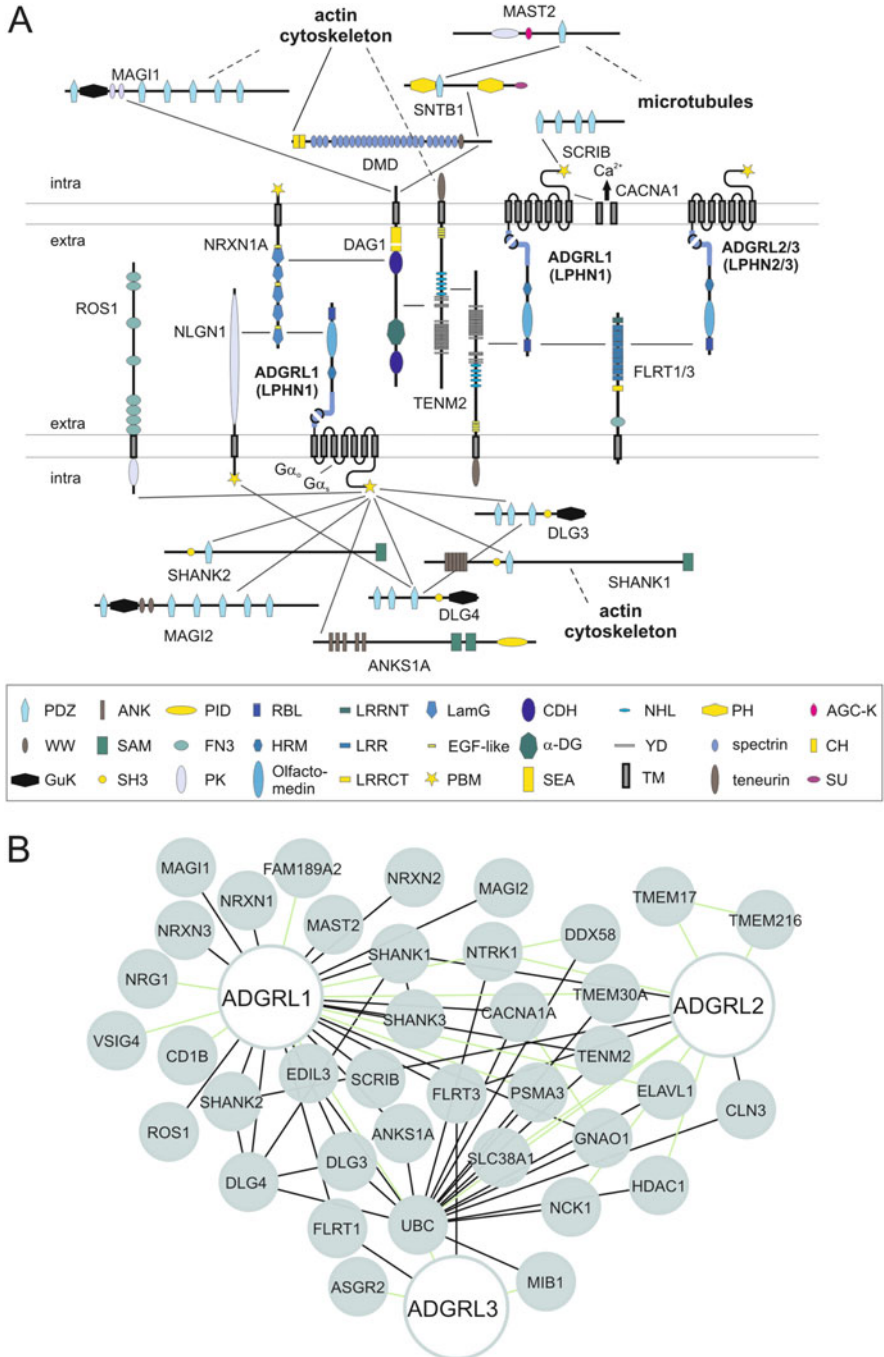 A
actin
cytoskeleton
MAST2
MAGI1
SNTB1
microtubules
DMD
SCRIB
Ca²⁺
CACNA1
intra
extra
NRXN1A
DAG1
ADGRL1
(LPHN1)
ADGRL2/3
(LPHN2/3)
ROS1
NLGN1
ADGRL1
(LPHN1)
TENM2
FLRT1/3
extra
intra
Gαₒ
Gαₛ
DLG3
SHANK2
SHANK1
MAGI2
DLG4
actin
cytoskeleton
ANKS1A
PDZ ANK PID RBL LRRNT LamG CDH NHL PH AGC-K
WW SAM FN3 HRM LRR EGF-like α-DG YD spectrin CH
GuK SH3 PK Olfacto-
medin LRRCT PBM SEA TM teneurin SU
B
MAGI1
FAM189A2
NRXN2
MAGI2
NRXN1
TMEM17
TMEM216
NRXN3
MAST2
DDX58
SHANK1
NTRK1
NRG1
ADGRL1
TMEM30A
ADGRL2
SHANK3
CACNA1A
VSIG4
CD1B
TENM2
EDIL3
SCRIB
FLRT3
PSMA3
ELAVL1
CLN3
SHANK2
ROS1
ANKS1A
GNAO1
SLC38A1
DLG4
DLG3
HDAC1
NCK1
FLRT1
UBC
ASGR2
ADGRL3
MIB1